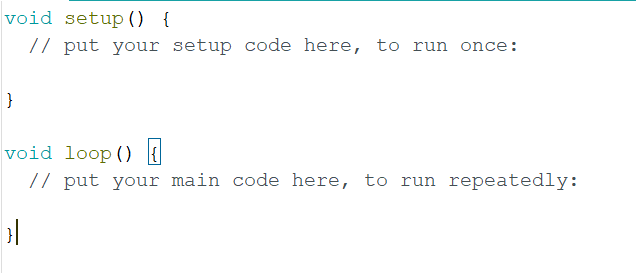 void setup() {
  // put your setup code here, to run once:
}
void loop() {
  // put your main code here, to run repeatedly:
}